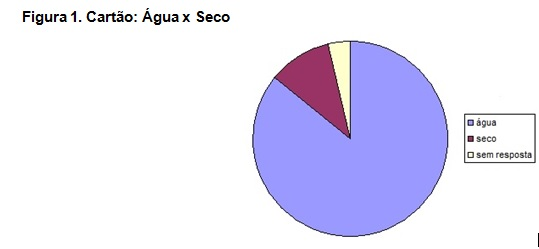 Figura 1. Cartão: Água x Seco
água
seco
sem resposta